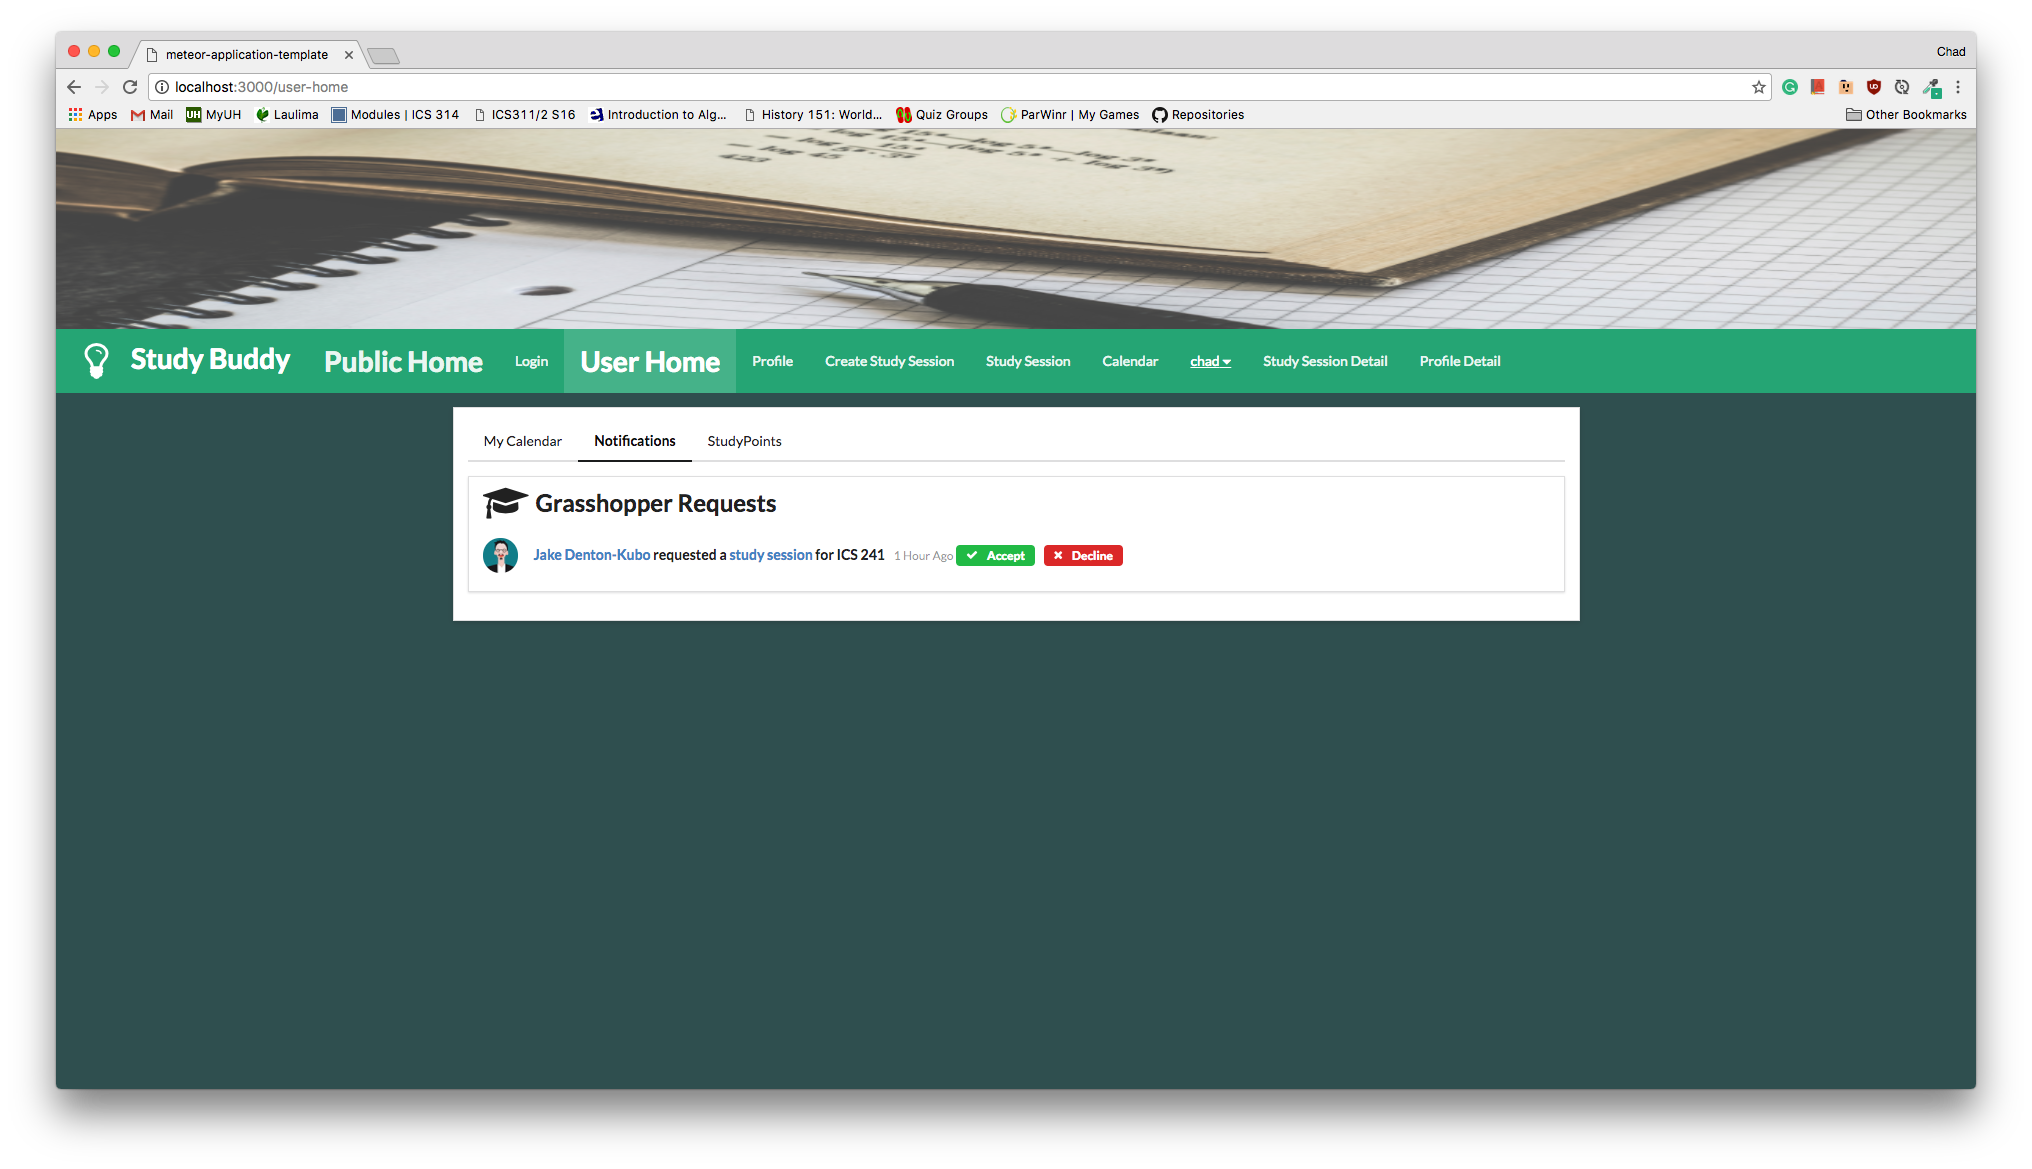 meteor-application-template
Chad
localhost:3000/user-home
Apps Mail MyUH Laulima Modules | ICS 314 ICS311/2 S16 Introduction to Alg... History 151: World... Quiz Groups ParWinr | My Games Repositories Other Bookmarks
Study Buddy Public Home Login User Home Profile Create Study Session Study Session Calendar chad Study Session Detail Profile Detail
My Calendar Notifications StudyPoints
Grasshopper Requests
Jake Denton-Kubo requested a study session for ICS 241 1 Hour Ago Accept Decline